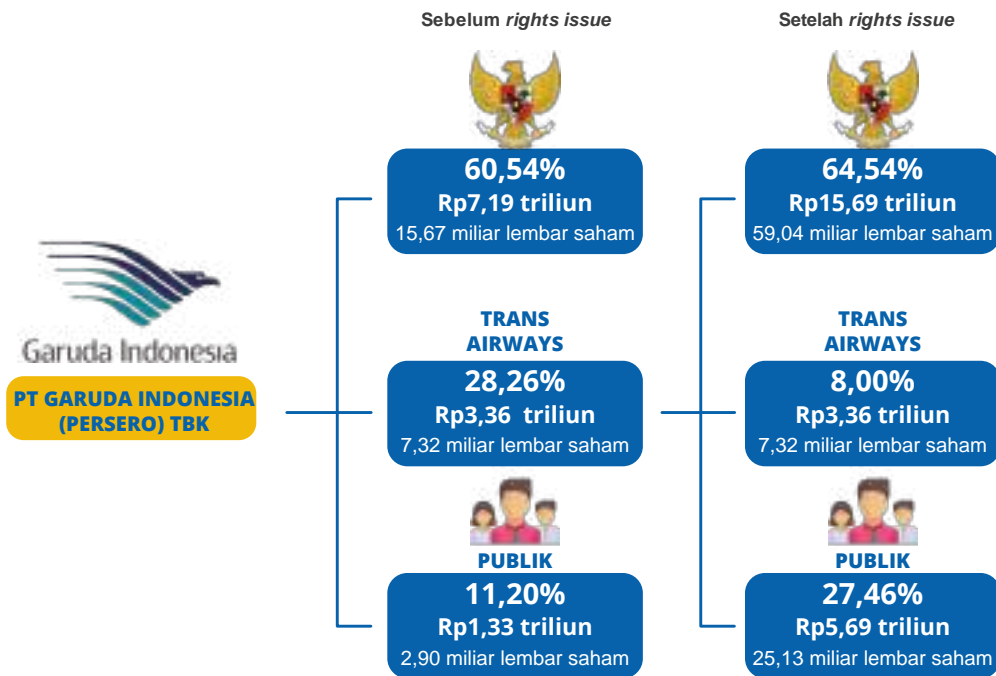 Sebelum rights issue
Setelah rights issue
60,54%
Rp7,19 triliun
15,67 miliar lembar saham
64,54%
Rp15,69 triliun
59,04 miliar lembar saham
Garuda Indonesia
PT GARUDA INDONESIA
(PERSERO) TBK
TRANS
AIRWAYS
28,26%
Rp3,36 triliun
7,32 miliar lembar saham
TRANS
AIRWAYS
8,00%
Rp3,36 triliun
7,32 miliar lembar saham
PUBLIK
11,20%
Rp1,33 triliun
2,90 miliar lembar saham
PUBLIK
27,46%
Rp5,69 triliun
25,13 miliar lembar saham